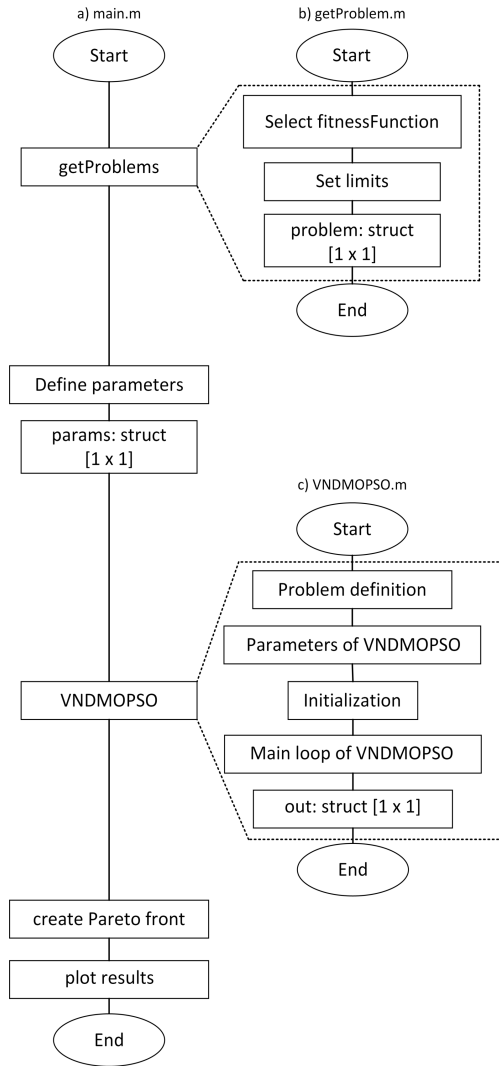 a) main.m
Start
getProblems
Define parameters
params: struct
[1 x 1]
VNDMOPSO
create Pareto front
plot results
End
b) getProblem.m
Start
Select fitnessFunction
Set limits
problem: struct
[1 x 1]
End
c) VNDMOPSO.m
Start
Problem definition
Parameters of VNDMOPSO
Initialization
Main loop of VNDMOPSO
out: struct [1 x 1]
End